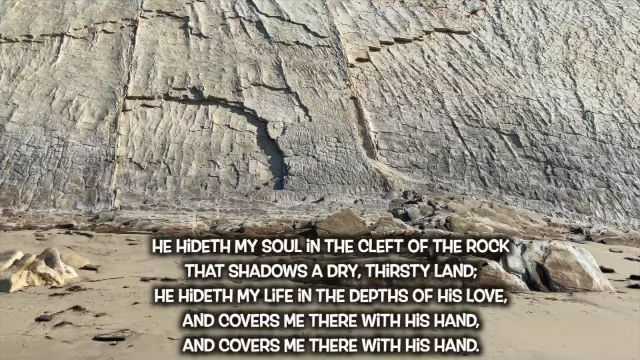 HE HIDETH MY SOUL IN THE CLEFT OF THE ROCK
THAT SHADOWS A DRY, THIRSTY LAND;
HE HIDETH MY LIFE IN THE DEPTHS OF HIS LOVE,
AND COVERS ME THERE WITH HIS HAND,
AND COVERS ME THERE WITH HIS HAND.